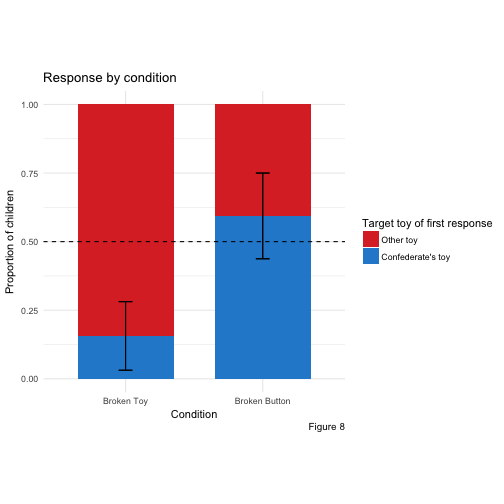 Response by condition
1.00
0.75
0.50
0.25
0.00
Proportion of children
Broken Toy
Broken Button
Condition
Target toy of first response
Other toy
Confederate's toy
Figure 8